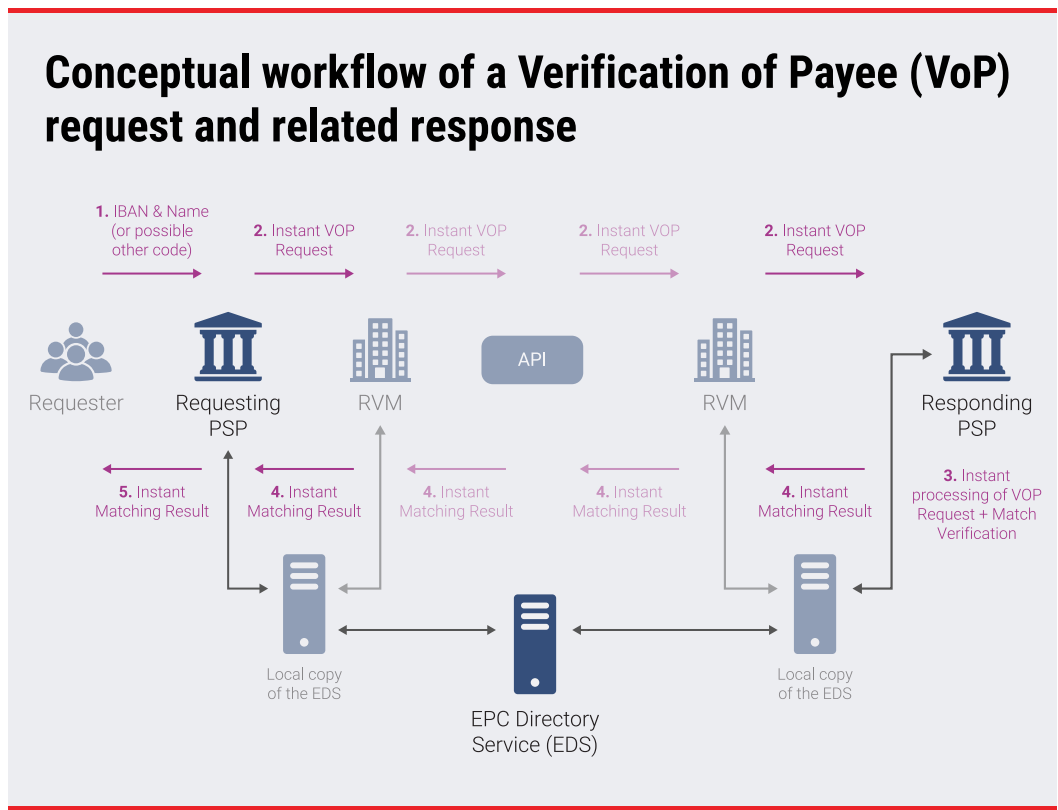 Conceptual workflow of a Verification of Payee (VoP)
request and related response
1. IBAN & Name
(or possible
other code)
2. Instant VOP
Request
2. Instant VOP
Request
2. Instant VOP
Request
2. Instant VOP
Request
API
Requester
Requesting
PSP
RVM
RVM
Responding
PSP
5. Instant
Matching Result
4. Instant
Matching Result
4. Instant
Matching Result
4. Instant
Matching Result
4. Instant
Matching Result
3. Instant
processing of VOP
Request + Match
Verification
Local copy
of the EDS
Local copy
of the EDS
EPC Directory
Service (EDS)